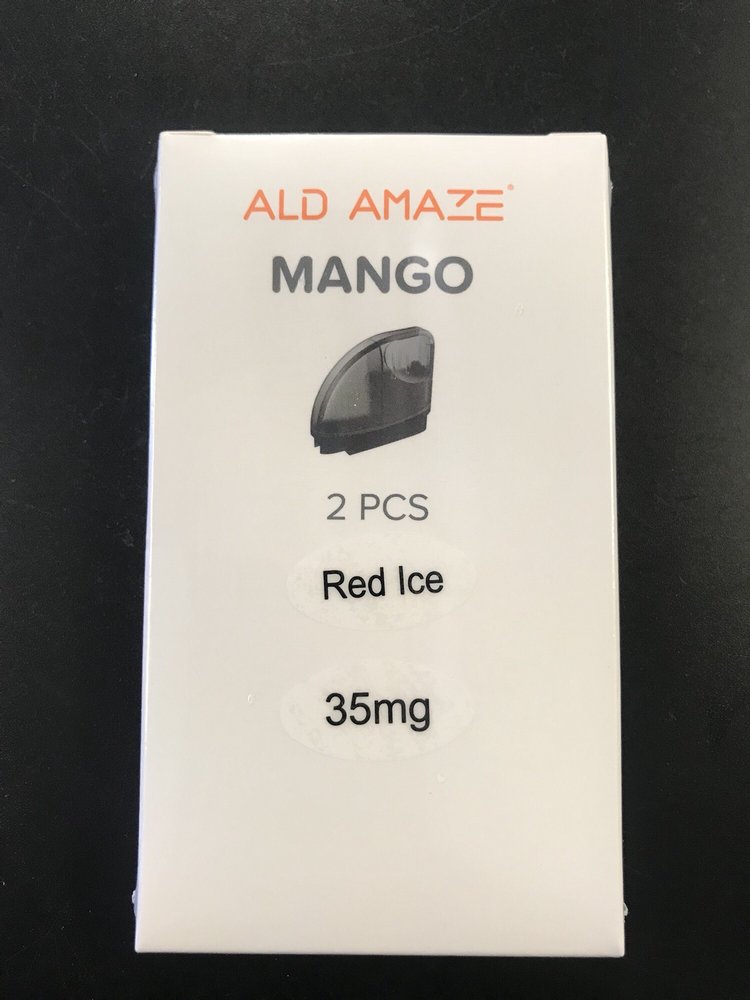 ALD AMAZE®
MANGO
2 PCS
Red Ice
35mg